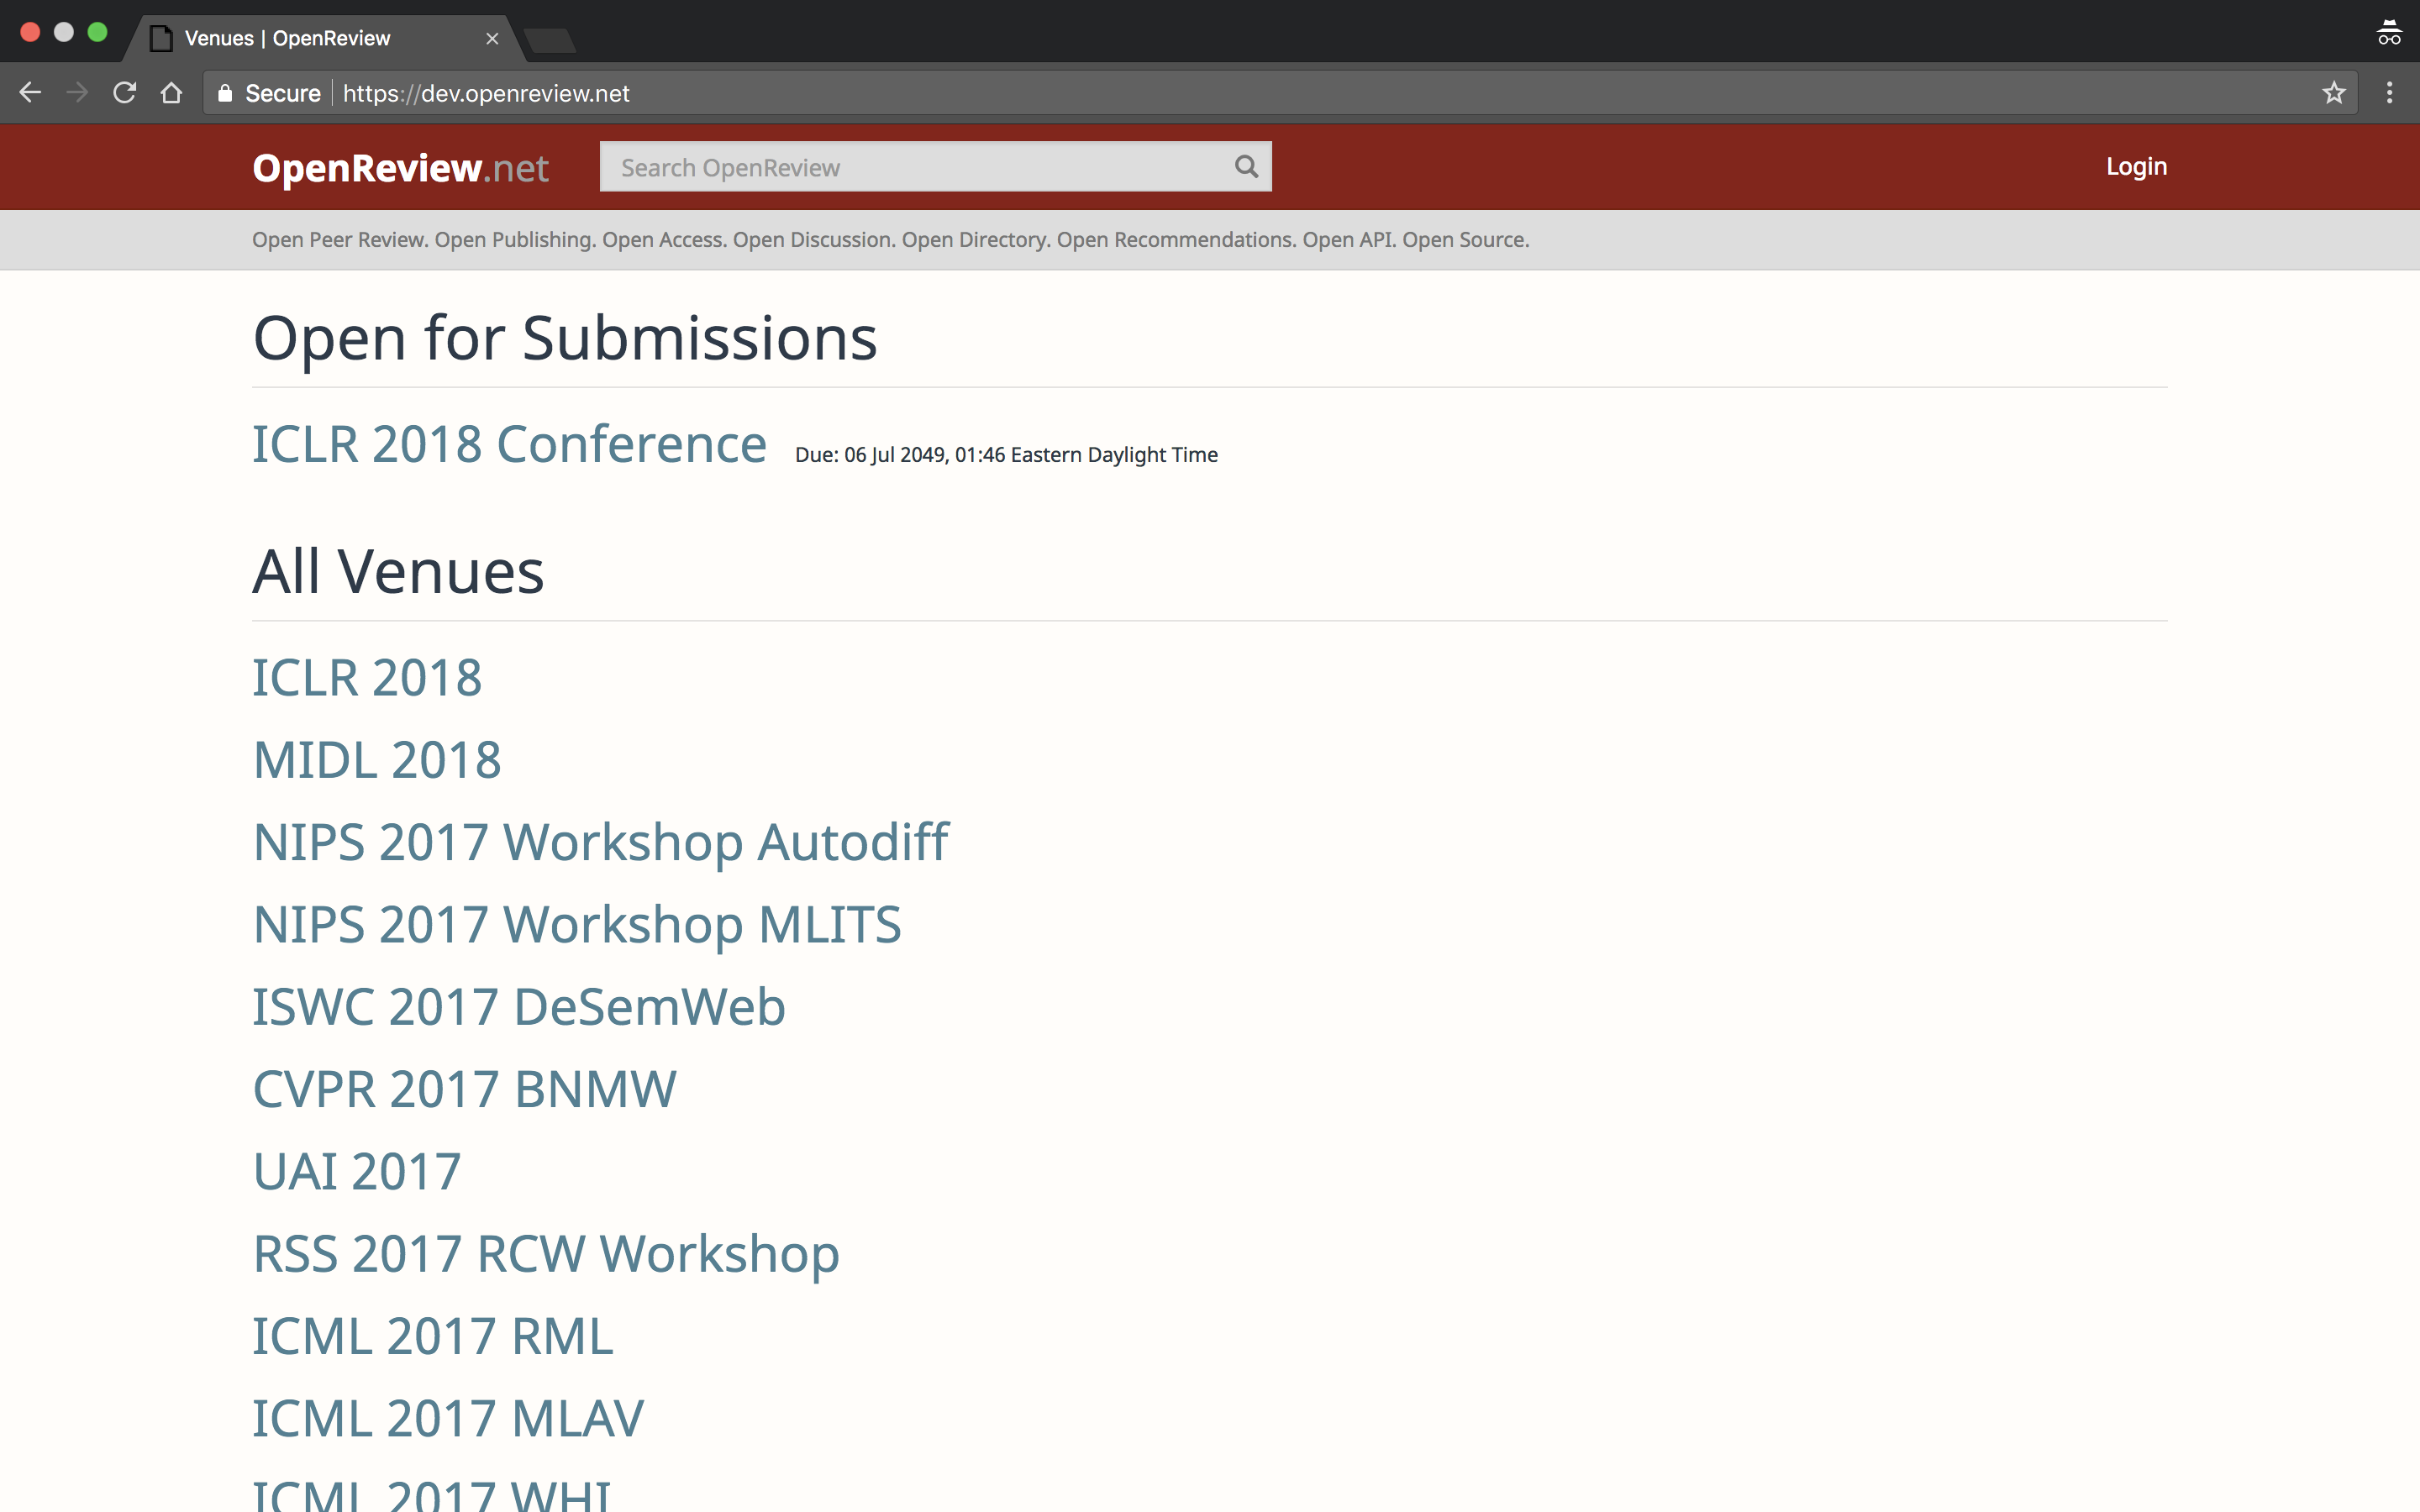 Venues | OpenReview
Secure https://dev.openreview.net
OpenReview.net Search OpenReview Login
Open Peer Review. Open Publishing. Open Access. Open Discussion. Open Directory. Open Recommendations. Open API. Open Source.
Open for Submissions
ICLR 2018 Conference Due: 06 Jul 2049, 01:46 Eastern Daylight Time
All Venues
ICLR 2018
MIDL 2018
NIPS 2017 Workshop Autodiff
NIPS 2017 Workshop MLITS
ISWC 2017 DeSemWeb
CVPR 2017 BNMW
UAI 2017
RSS 2017 RCW Workshop
ICML 2017 RML
ICML 2017 MLAV
ICML 2017 WHI